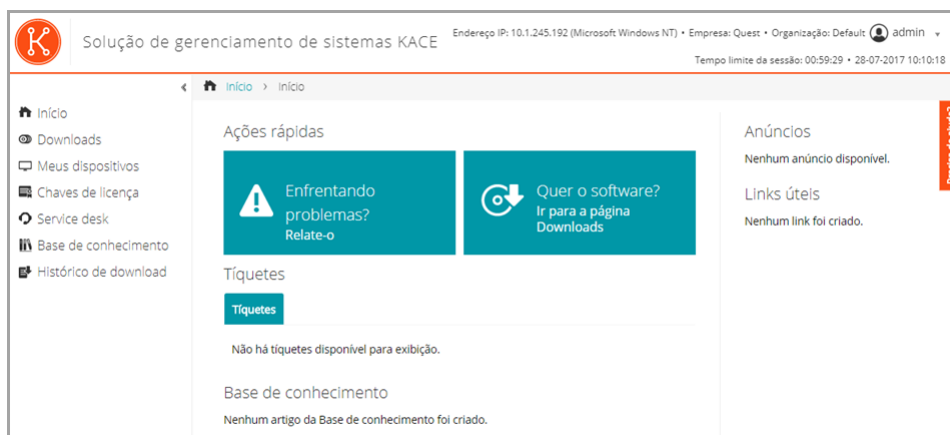 Solução de gerenciamento de sistemas KACE
Endereço IP: 10.1.245.192 (Microsoft Windows NT) • Empresa: Quest • Organização: Default admin
Tempo limite da sessão: 00:59:29 • 28-07-2017 10:10:18
Início > Início
Início
Downloads
Meus dispositivos
Chaves de licença
Service desk
Base de conhecimento
Histórico de download
Ações rápidas
Enfrentando
problemas?
Relate-o
Quer o software?
Ir para a página
Downloads
Tíquetes
Tíquetes
Não há tíquetes disponível para exibição.
Base de conhecimento
Nenhum artigo da Base de conhecimento foi criado.
Anúncios
Nenhum anúncio disponível.
Links úteis
Nenhum link foi criado.